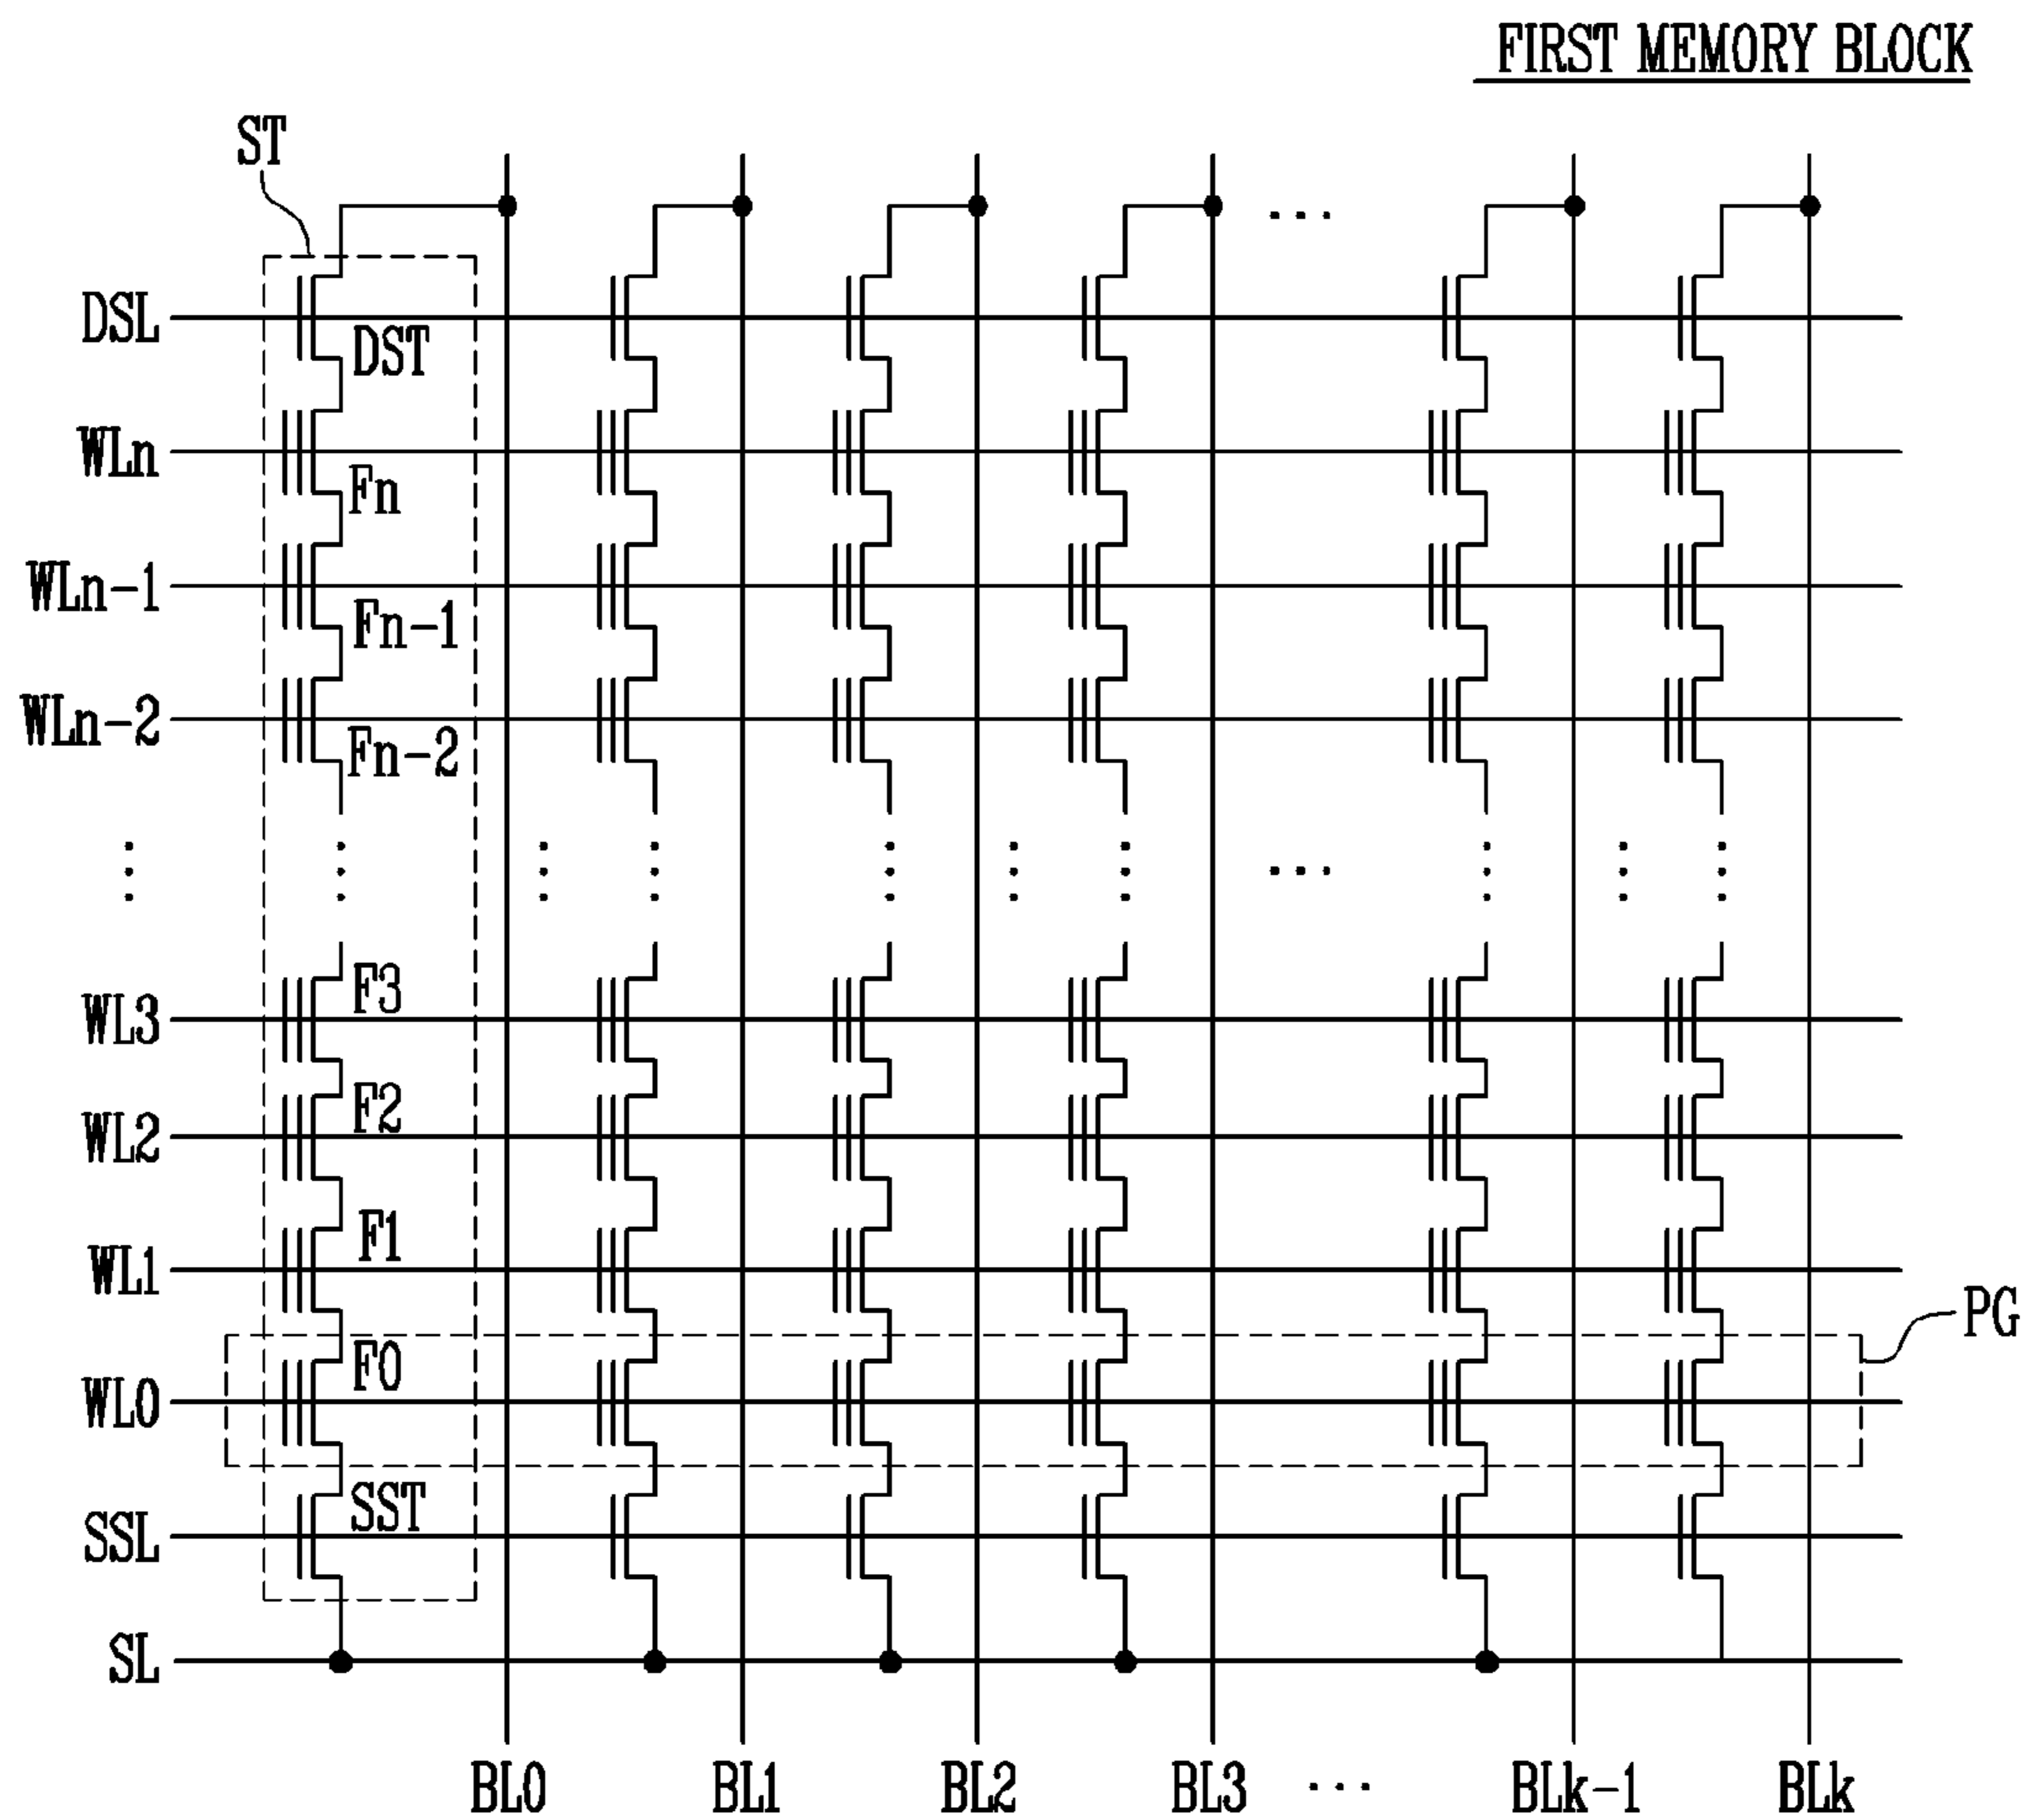 FIRST MEMORY BLOCK
ST
DSL
DST
WLn
Fn
WLn-1
Fn-1
WLn-2
Fn-2
⋮ ⋮ ⋮ ⋮ ⋮ ⋮ ⋮ ... ⋮ ⋮ ⋮
F3
WL3
F2
WL2
F1
WL1
PG
F0
WL0
SST
SSL
SL
BL0 BL1 BL2 BL3 ... BLk-1 BLk